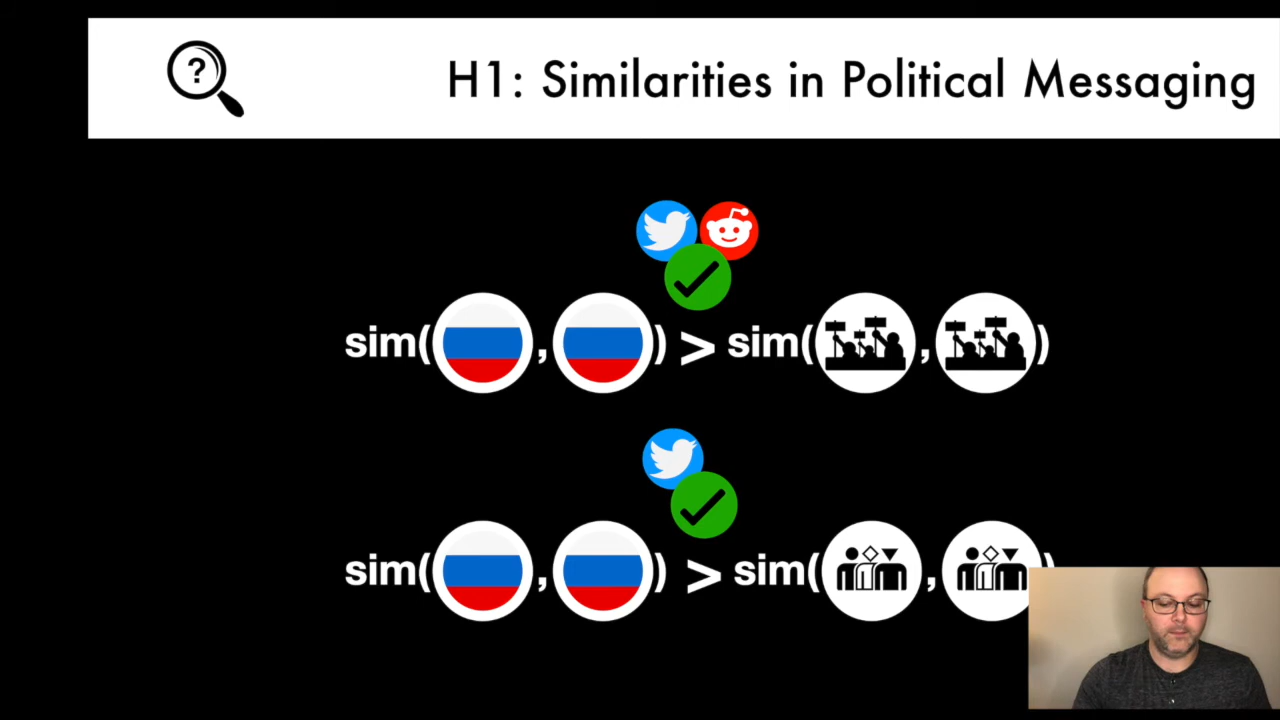 ?
H1: Similarities in Political Messaging
sim( , ) > sim( , )
sim( , ) > sim( , )